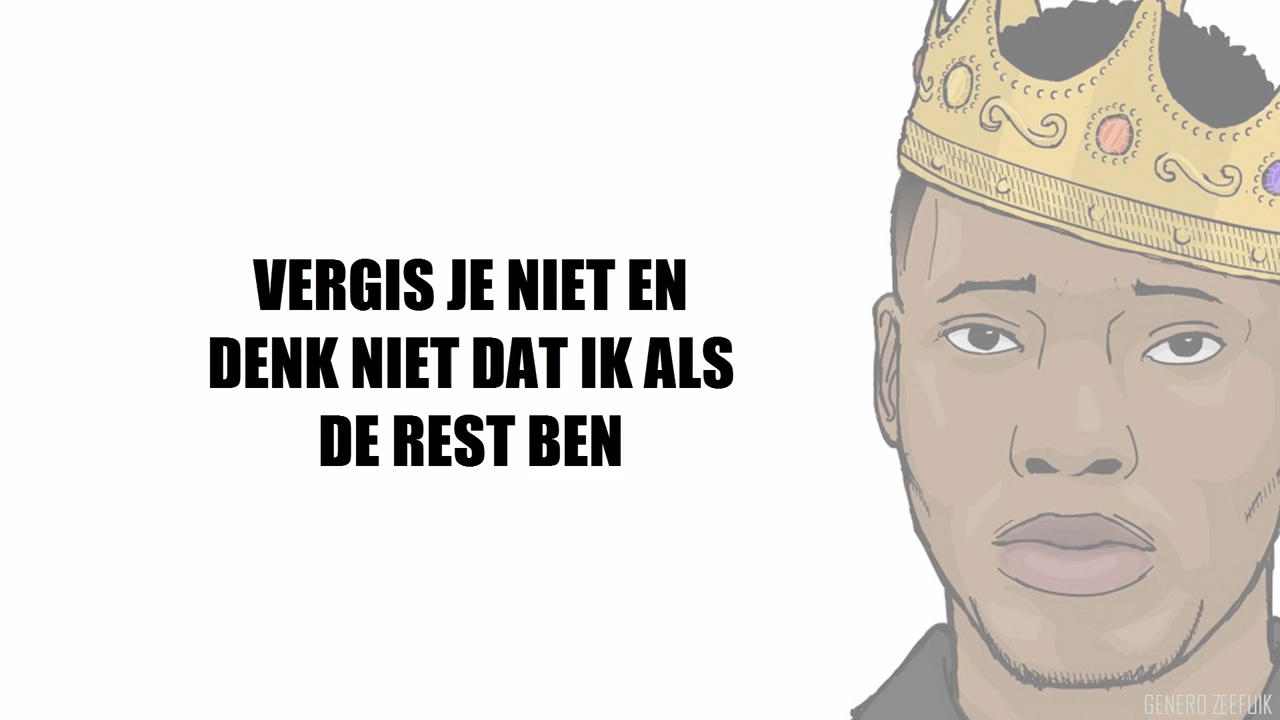 VERGIS JE NIET EN
DENK NIET DAT IK ALS
DE REST BEN
GENERO ZEEFUIK